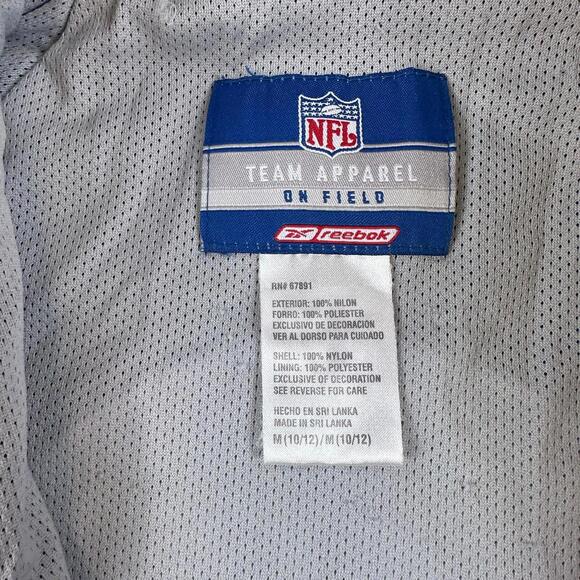 NFL
TEAM APPAREL
ON FIELD
reebok
RN# 67891
EXTERIOR: 100% NILON
FORRO: 100% POLIESTER
EXCLUSIVO DE DECORACION
VER AL DORSO PARA CUIDADO
SHELL: 100% NYLON
LINING: 100% POLYESTER
EXCLUSIVE OF DECORATION
SEE REVERSE FOR CARE
HECHO EN SRI LANKA
MADE IN SRI LANKA
M (10/12) / M (10/12)